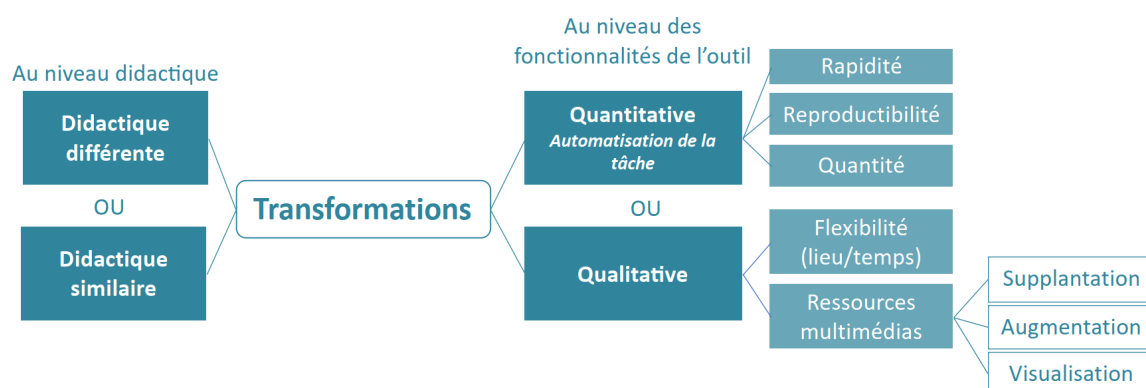 Au niveau didactique
Didactique
différente
OU
Didactique
similaire
Transformations
Au niveau des
fonctionnalités de l’outil
Quantitative
Automatisation de la
tâche
OU
Qualitative
Rapidité
Reproductibilité
Quantité
Flexibilité
(lieu/temps)
Ressources
multimédias
Supplantation
Augmentation
Visualisation